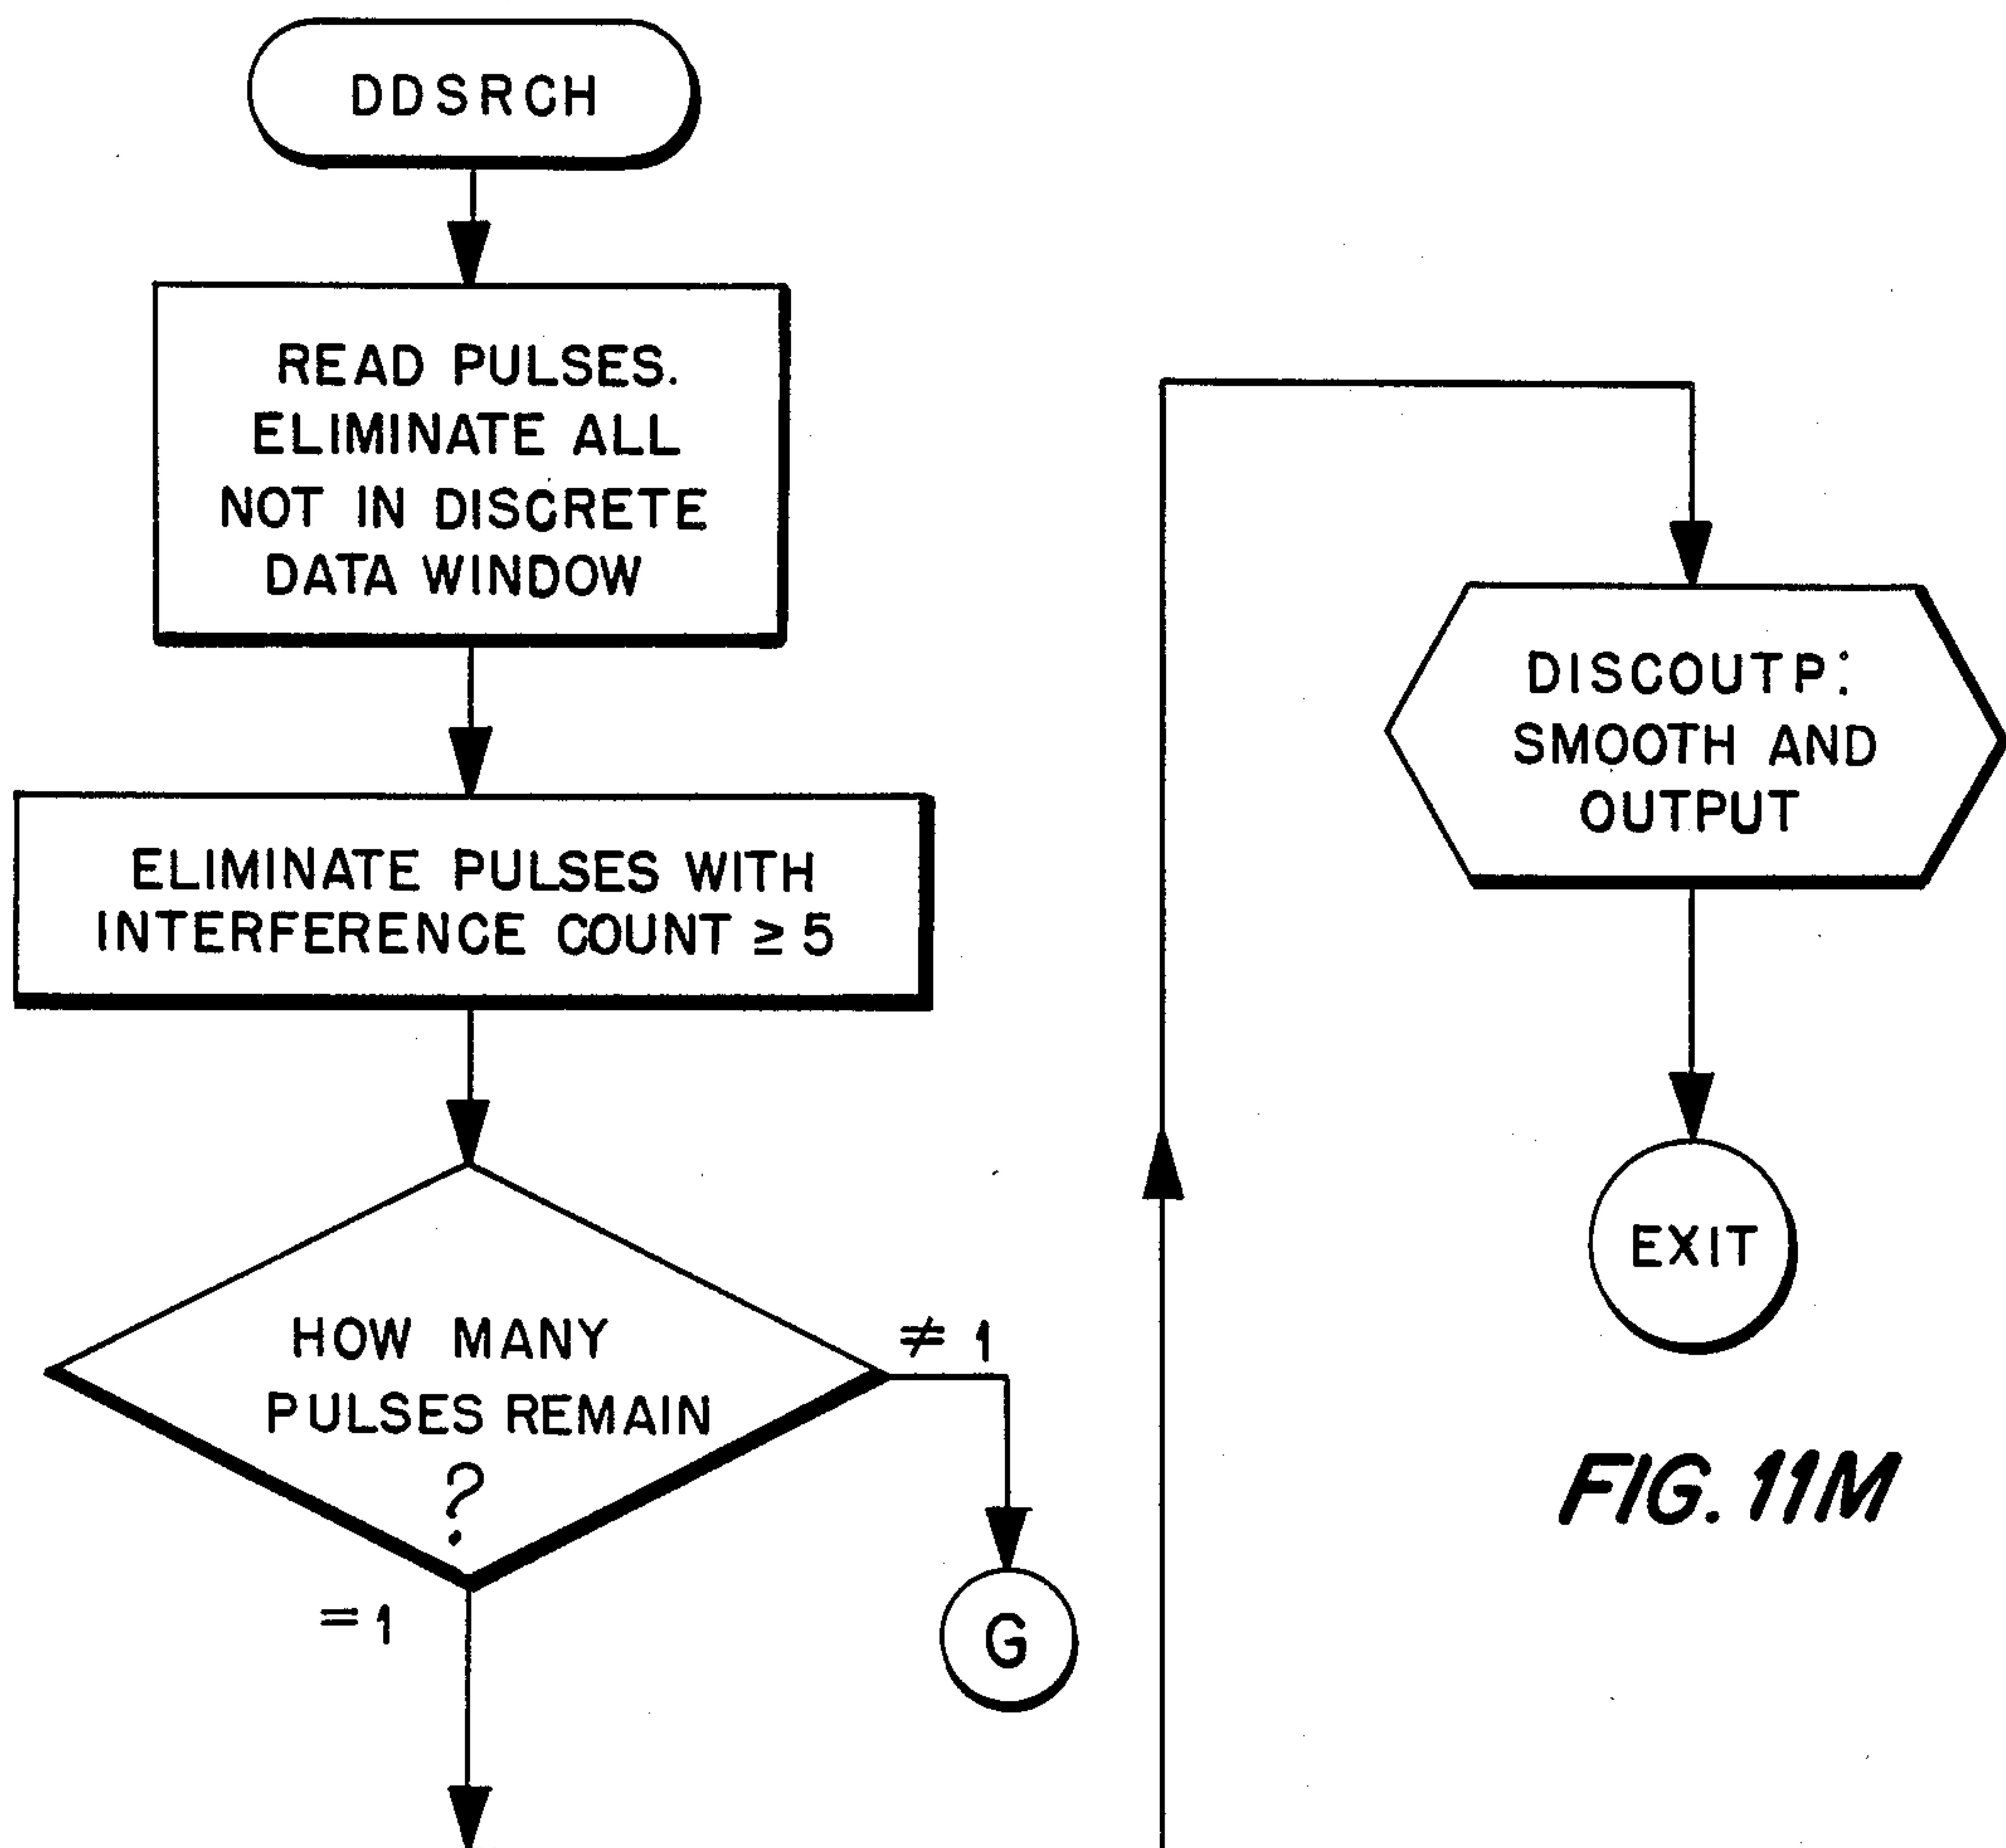 DDSRCH
READ PULSES.
ELIMINATE ALL
NOT IN DISCRETE
DATA WINDOW
ELIMINATE PULSES WITH
INTERFERENCE COUNT ≥ 5
HOW MANY
PULSES REMAIN
?
≠ 1
= 1
G
DISCOUTP:
SMOOTH AND
OUTPUT
EXIT
FIG. 11M